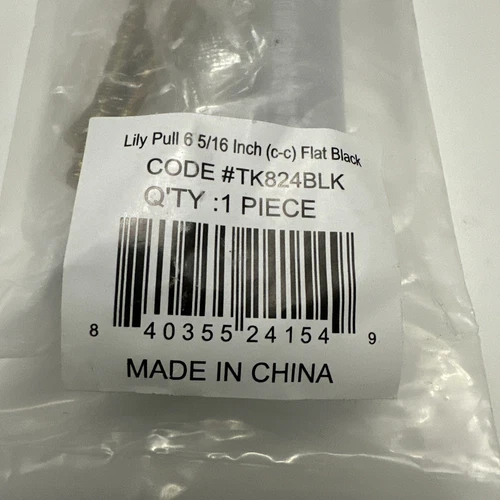 Lily Pull 6 5/16 Inch (c-c) Flat Black
CODE #TK824BLK
Q'TY :1 PIECE
8 40355 24154 9
MADE IN CHINA